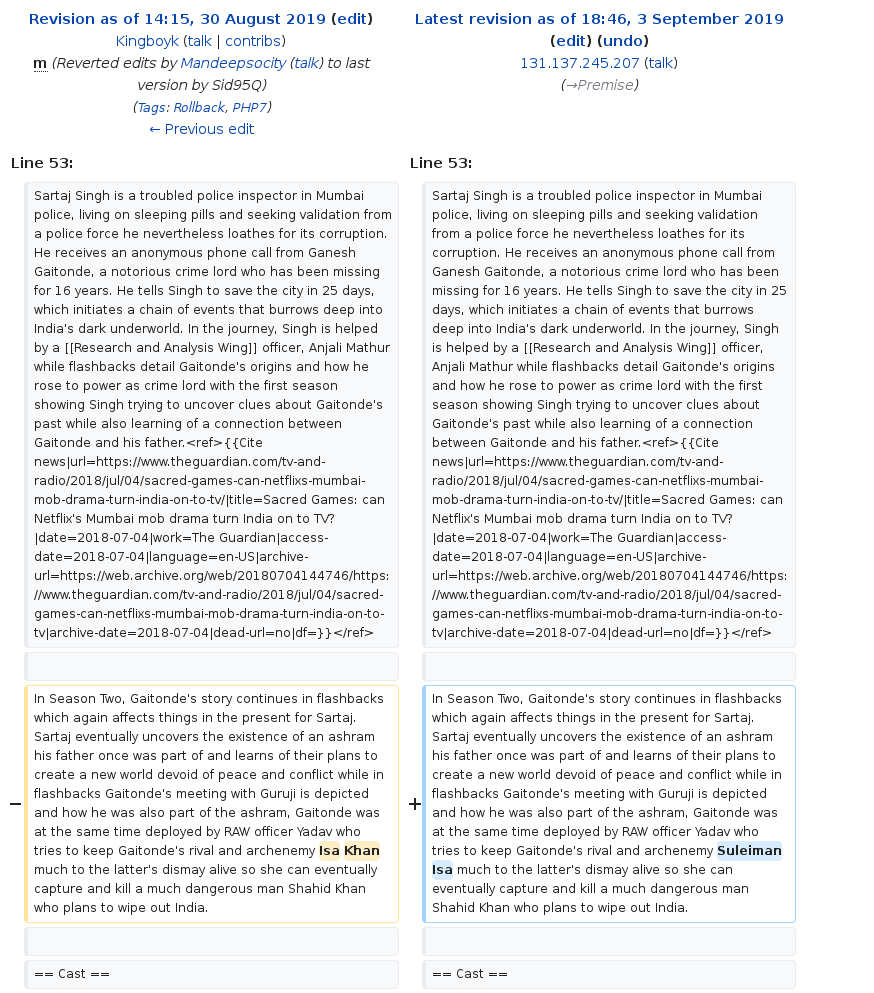 Revision as of 14:15, 30 August 2019 (edit)
Kingboyk (talk | contribs)
m (Reverted edits by Mandeepsocity (talk) to last
version by Sid95Q)
(Tags: Rollback, PHP7)
← Previous edit
Latest revision as of 18:46, 3 September 2019
(edit) (undo)
131.137.245.207 (talk)
(→Premise)
Line 53:
Sartaj Singh is a troubled police inspector in Mumbai
police, living on sleeping pills and seeking validation from
a police force he nevertheless loathes for its corruption.
He receives an anonymous phone call from Ganesh
Gaitonde, a notorious crime lord who has been missing
for 16 years. He tells Singh to save the city in 25 days,
which initiates a chain of events that burrows deep into
India's dark underworld. In the journey, Singh is helped
by a [[Research and Analysis Wing]] officer, Anjali Mathur
while flashbacks detail Gaitonde's origins and how he
rose to power as crime lord with the first season
showing Singh trying to uncover clues about Gaitonde's
past while also learning of a connection between
Gaitonde and his father.<ref>{{Cite
news|url=https://www.theguardian.com/tv-and-
radio/2018/jul/04/sacred-games-can-netflixs-mumbai-
mob-drama-turn-india-on-to-tv/|title=Sacred Games: can
Netflix's Mumbai mob drama turn India on to TV?
|date=2018-07-04|work=The Guardian|access-
date=2018-07-04|language=en-US|archive-
url=https://web.archive.org/web/20180704144746/https:
//www.theguardian.com/tv-and-radio/2018/jul/04/sacred-
games-can-netflixs-mumbai-mob-drama-turn-india-on-to-
tv|archive-date=2018-07-04|dead-url=no|df=}}</ref>
Line 53:
Sartaj Singh is a troubled police inspector in Mumbai
police, living on sleeping pills and seeking validation
from a police force he nevertheless loathes for its
corruption. He receives an anonymous phone call from
Ganesh Gaitonde, a notorious crime lord who has been
missing for 16 years. He tells Singh to save the city in 25
days, which initiates a chain of events that burrows
deep into India's dark underworld. In the journey, Singh
is helped by a [[Research and Analysis Wing]] officer,
Anjali Mathur while flashbacks detail Gaitonde's origins
and how he rose to power as crime lord with the first
season showing Singh trying to uncover clues about
Gaitonde's past while also learning of a connection
between Gaitonde and his father.<ref>{{Cite
news|url=https://www.theguardian.com/tv-and-
radio/2018/jul/04/sacred-games-can-netflixs-mumbai-
mob-drama-turn-india-on-to-tv/|title=Sacred Games: can
Netflix's Mumbai mob drama turn India on to TV?
|date=2018-07-04|work=The Guardian|access-
date=2018-07-04|language=en-US|archive-
url=https://web.archive.org/web/20180704144746/https:
//www.theguardian.com/tv-and-radio/2018/jul/04/sacred-
games-can-netflixs-mumbai-mob-drama-turn-india-on-to-
tv|archive-date=2018-07-04|dead-url=no|df=}}</ref>
−
In Season Two, Gaitonde's story continues in flashbacks
which again affects things in the present for Sartaj.
Sartaj eventually uncovers the existence of an ashram
his father once was part of and learns of their plans to
create a new world devoid of peace and conflict while in
flashbacks Gaitonde's meeting with Guruji is depicted
and how he was also part of the ashram, Gaitonde was
at the same time deployed by RAW officer Yadav who
tries to keep Gaitonde's rival and archenemy Isa Khan
much to the latter's dismay alive so she can eventually
capture and kill a much dangerous man Shahid Khan
who plans to wipe out India.
+
In Season Two, Gaitonde's story continues in flashbacks
which again affects things in the present for Sartaj.
Sartaj eventually uncovers the existence of an ashram
his father once was part of and learns of their plans to
create a new world devoid of peace and conflict while in
flashbacks Gaitonde's meeting with Guruji is depicted
and how he was also part of the ashram, Gaitonde was
at the same time deployed by RAW officer Yadav who
tries to keep Gaitonde's rival and archenemy Suleiman
Isa much to the latter's dismay alive so she can
eventually capture and kill a much dangerous man
Shahid Khan who plans to wipe out India.
== Cast ==
== Cast ==